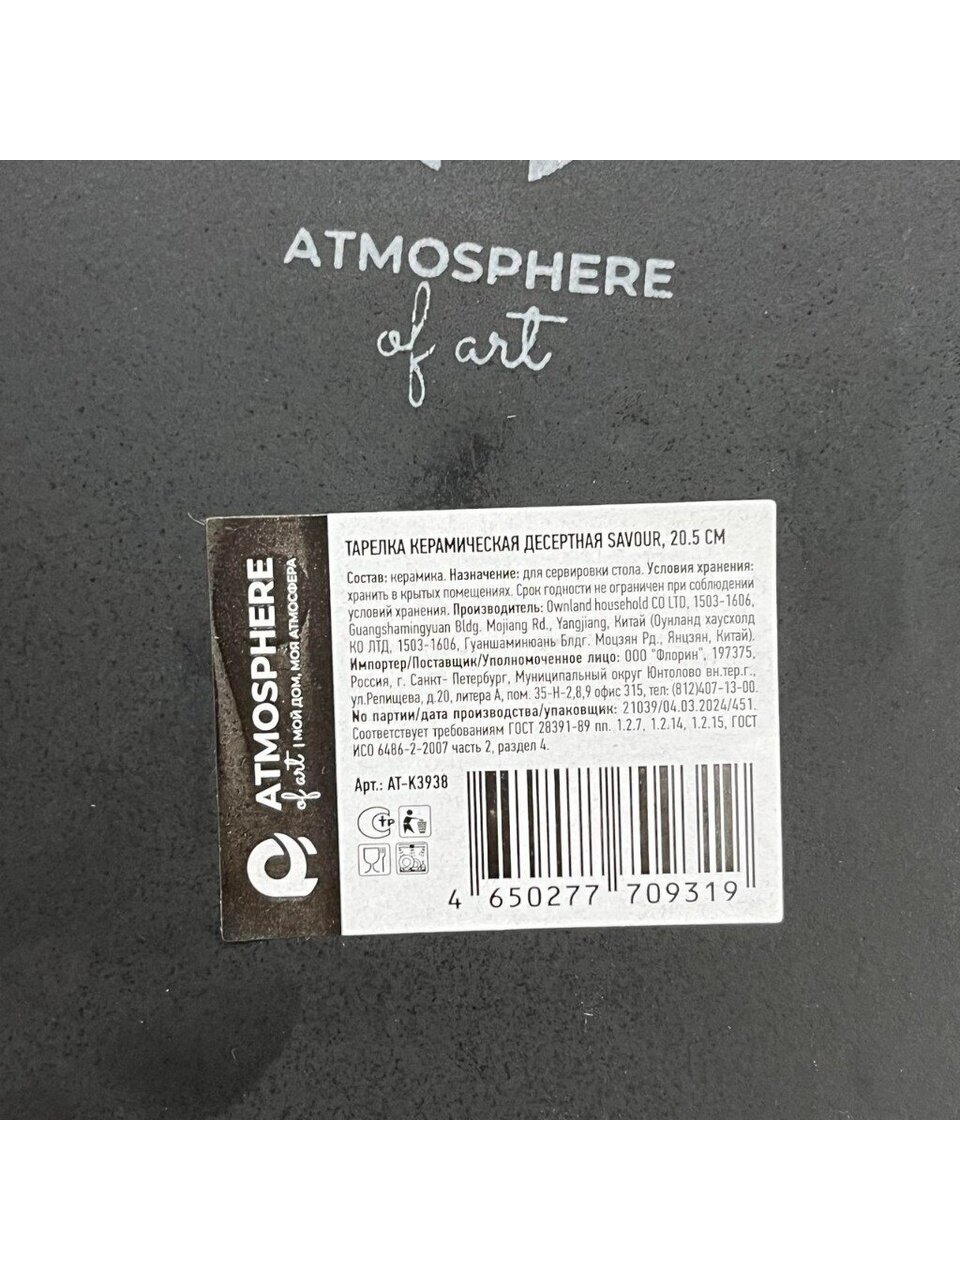 ATMOSPHERE
of art
ATMOSPHERE
of art | МОЙ ДОМ, МОЯ АТМОСФЕРА
ТАРЕЛКА КЕРАМИЧЕСКАЯ ДЕСЕРТНАЯ SAVOUR, 20.5 СМ
Состав: керамика. Назначение: для сервировки стола. Условия хранения:
хранить в крытых помещениях. Срок годности не ограничен при соблюдении
условий хранения. Производитель: Ownland household CO LTD, 1503-1606,
Guangshamingyuan Bldg. Mojiang Rd., Yangjiang, Китай (Оунланд хаусхолд
КО ЛТД, 1503-1606, Гуаншаминюань Блдг. Моцзян Рд., Янцзян, Китай).
Импортер/Поставщик/Уполномоченное лицо: ООО "Флорин", 197375,
Россия, г. Санкт- Петербург, Муниципальный округ Юнтолово вн.тер.г.,
ул.Репищева, д.20, литера А, пом. 35-Н-2,8,9 офис 315, тел: (812)407-13-00.
No партии/дата производства/упаковщик: 21039/04.03.2024/451.
Соответствует требованиям ГОСТ 28391-89 пп. 1.2.7, 1.2.14, 1.2.15, ГОСТ
ИСО 6486-2-2007 часть 2, раздел 4.
Арт.: AT-K3938
4 650277 709319